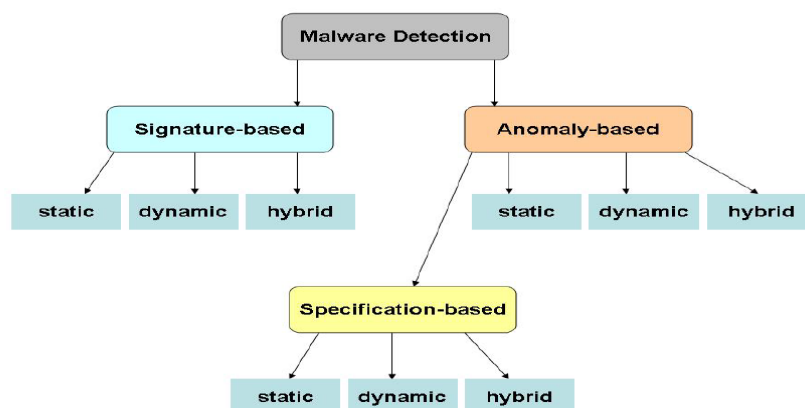 Malware Detection
Signature-based
Anomaly-based
static
dynamic
hybrid
static
dynamic
hybrid
Specification-based
static
dynamic
hybrid